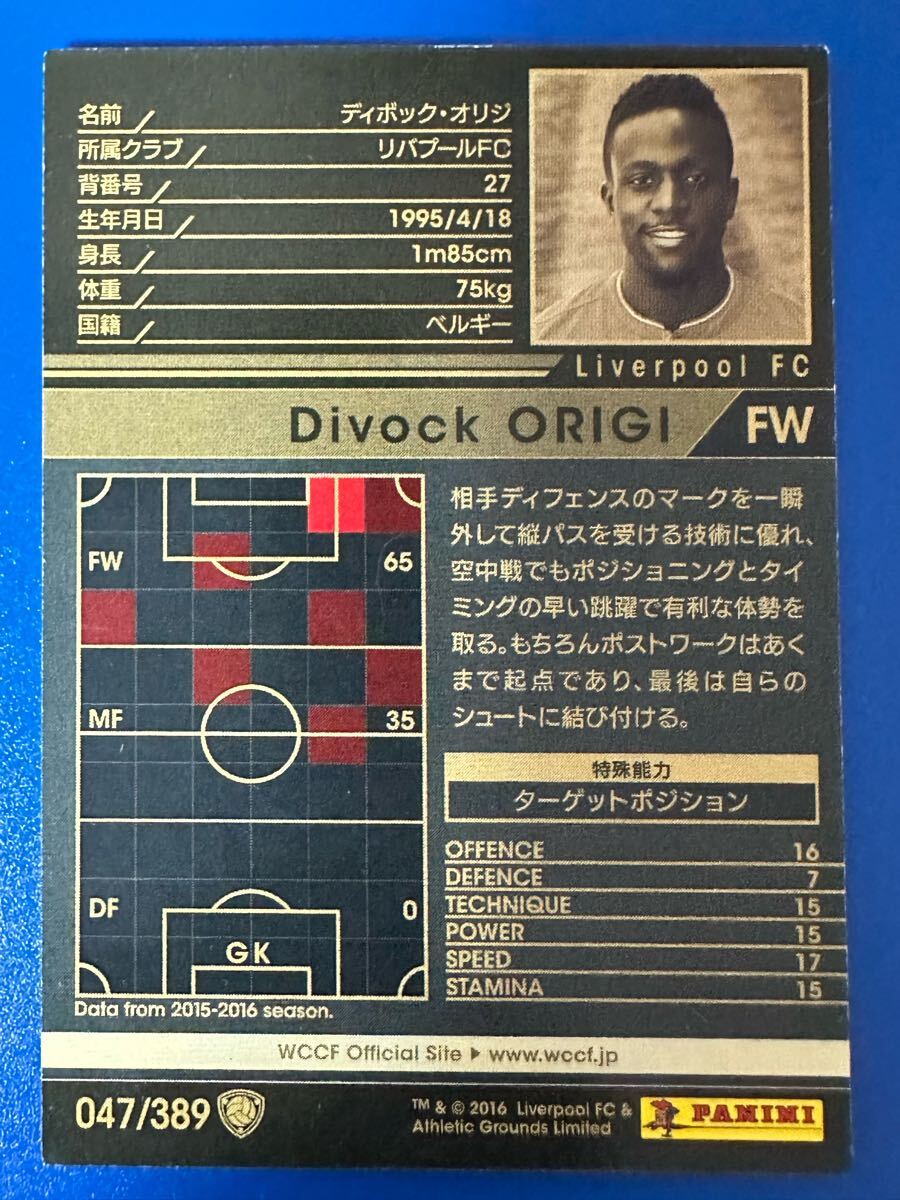 名前 ディボック・オリジ
所属クラブ リバプールFC
背番号 27
生年月日 1995/4/18
身長 1m85cm
体重 75kg
国籍 ベルギー
Liverpool FC
Divock ORIGI FW
FW 65
MF 35
DF 0
GK
Data from 2015-2016 season.
相手ディフェンスのマークを一瞬
外して縦パスを受ける技術に優れ、
空中戦でもポジショニングとタイ
ミングの早い跳躍で有利な体勢を
取る。もちろんポストワークはあく
まで起点であり、最後は自らの
シュートに結び付ける。
特殊能力
ターゲットポジション
OFFENCE 16
DEFENCE 7
TECHNIQUE 15
POWER 15
SPEED 17
STAMINA 15
WCCF Official Site ▶ www.wccf.jp
047/389
™ & © 2016 Liverpool FC &
Athletic Grounds Limited
PANINI